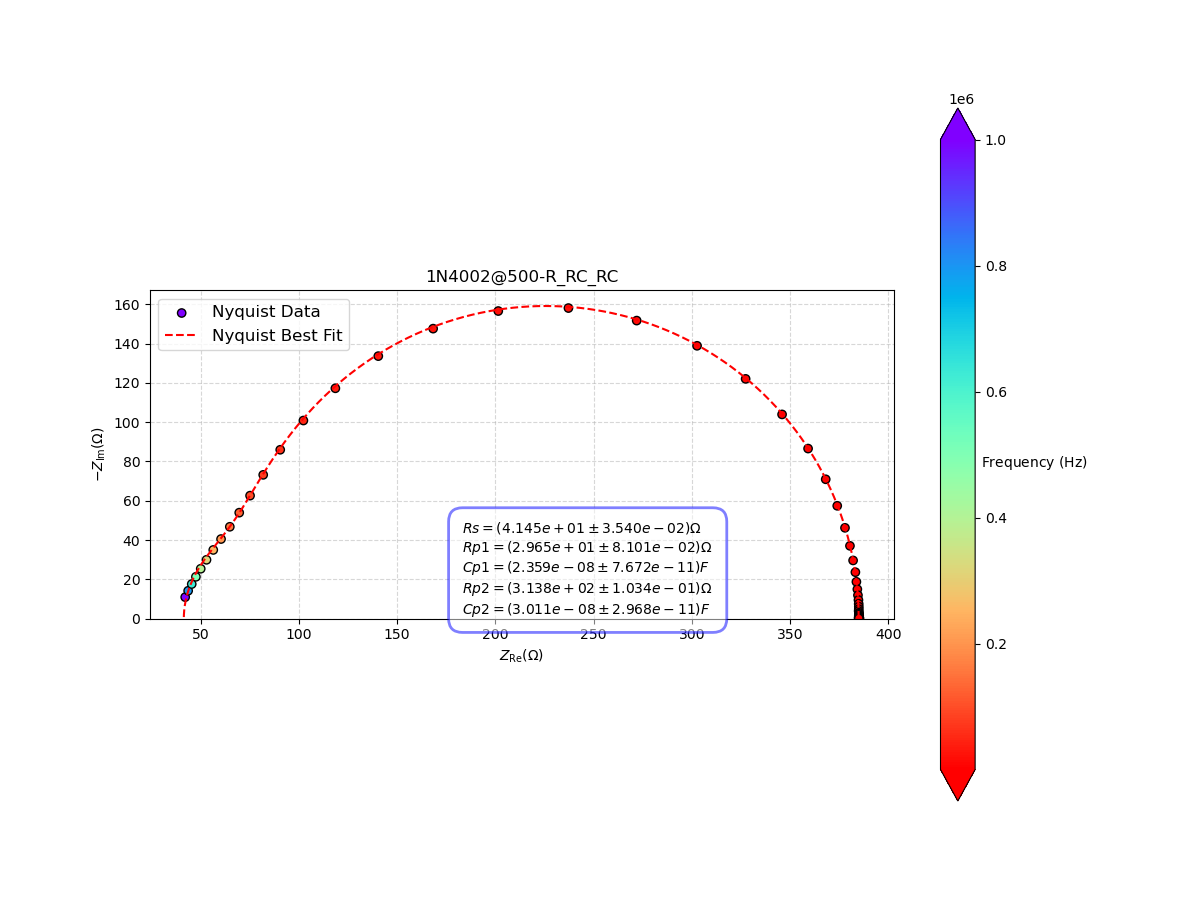 1e6
1N4002@500-R_RC_RC
Nyquist Data
Nyquist Best Fit
160
140
120
100
80
60
40
20
0
−Z_Im(Ω)
Rs = (4.145e + 01 ± 3.540e − 02)Ω
Rp1 = (2.965e + 01 ± 8.101e − 02)Ω
Cp1 = (2.359e − 08 ± 7.672e − 11)F
Rp2 = (3.138e + 02 ± 1.034e − 01)Ω
Cp2 = (3.011e − 08 ± 2.968e − 11)F
50 100 150 200 250 300 350 400
Z_Re(Ω)
1.0
0.8
0.6
0.4
0.2
Frequency (Hz)